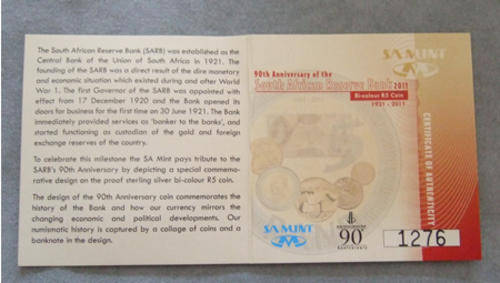 The South African Reserve Bank (SARB) was established as the
Central Bank of the Union of South Africa in 1921. The
founding of the SARB was a direct result of the dire monetary
and economic situation which existed during and after World
War 1. The first Governor of the SARB was appointed with
effect from 17 December 1920 and the Bank opened its
doors for business for the first time on 30 June 1921. The Bank
immediately provided services as 'banker to the banks', and
started functioning as custodian of the gold and foreign
exchange reserves of the country.
To celebrate this milestone the SA Mint pays tribute to the
SARB's 90th Anniversary by depicting a special commemo-
rative design on the proof sterling silver bi-colour R5 coin.
The design of the 90th Anniversary coin commemorates the
history of the Bank and how our currency mirrors the
changing economic and political developments. Our
numismatic history is captured by a collage of coins and a
banknote in the design.
SA MINT
90th Anniversary of the
South African Reserve Bank 2011
Bi-colour R5 Coin
1921 - 2011
CERTIFICATE OF AUTHENTICITY
SA MINT
90
1276